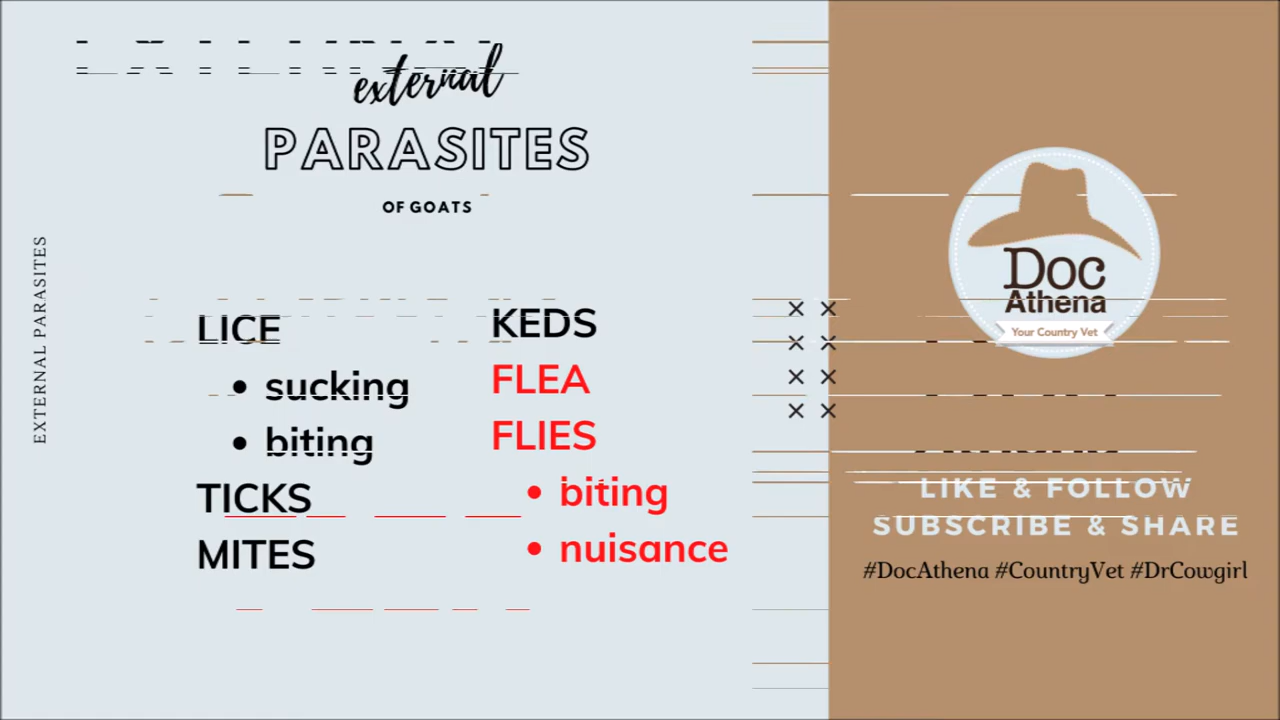 external
PARASITES
OF GOATS
EXTERNAL PARASITES
LICE
• sucking
• biting
TICKS
MITES
KEDS
FLEA
FLIES
• biting
• nuisance
Doc
Athena
Your Country Vet
LIKE & FOLLOW
SUBSCRIBE & SHARE
#DocAthena #CountryVet #DrCowgirl